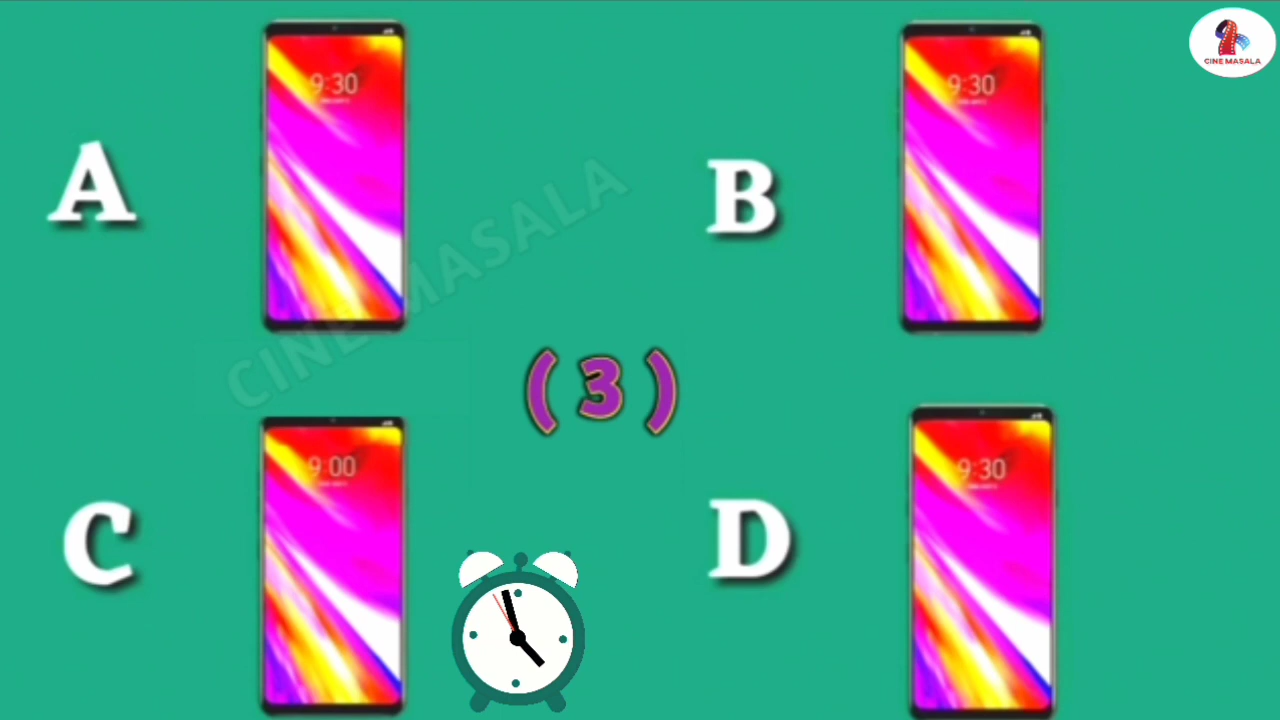 CINE MASALA
9:30
9:30
A
B
CINE MASALA
( 3 )
9:00
9:30
C
D